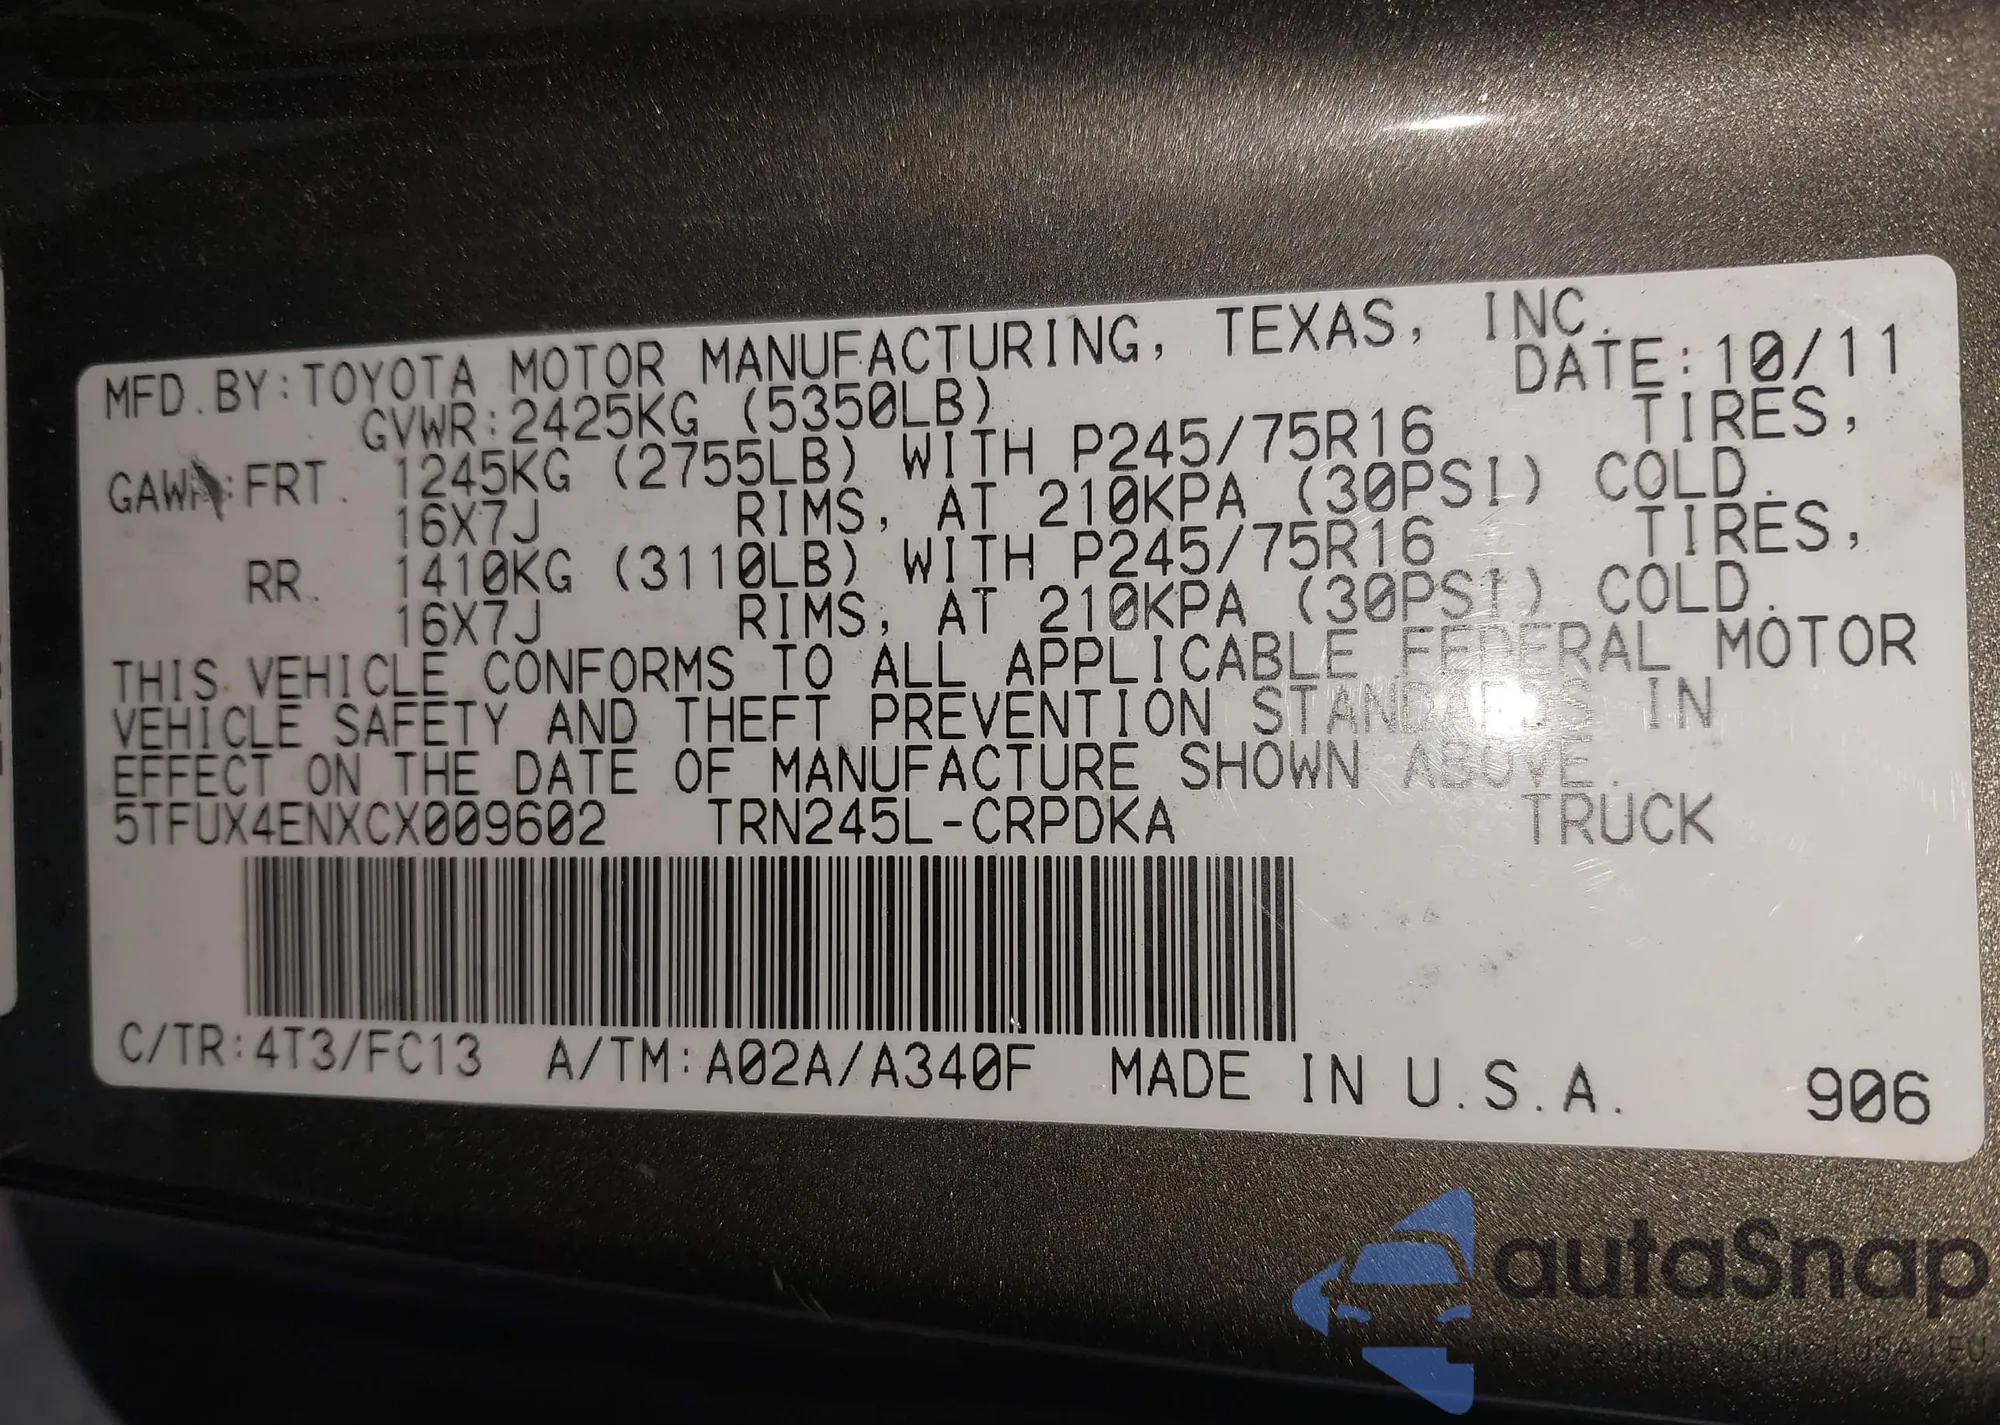 MFD.BY:TOYOTA MOTOR MANUFACTURING, TEXAS, INC.
GVWR:2425KG (5350LB) DATE:10/11
GAWR:FRT. 1245KG (2755LB) WITH P245/75R16 TIRES,
16X7J RIMS, AT 210KPA (30PSI) COLD.
RR. 1410KG (3110LB) WITH P245/75R16 TIRES,
16X7J RIMS, AT 210KPA (30PSI) COLD.
THIS VEHICLE CONFORMS TO ALL APPLICABLE FEDERAL MOTOR
VEHICLE SAFETY AND THEFT PREVENTION STANDARDS IN
EFFECT ON THE DATE OF MANUFACTURE SHOWN ABOVE.
5TFUX4ENXCX009602 TRN245L-CRPDKA TRUCK
C/TR:4T3/FC13 A/TM:A02A/A340F MADE IN U.S.A. 906
autoSnap